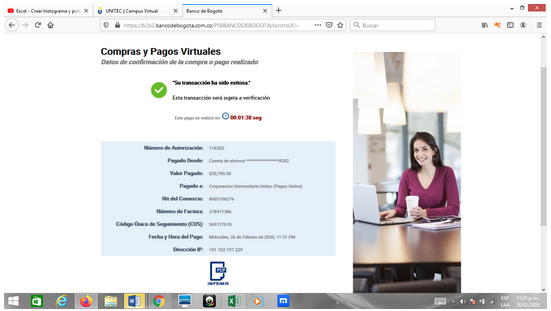 Excel - Crear histograma y polig
UNITEC | Campus Virtual
Banco de Bogotá
https://b2b2.bancodebogota.com.co/PSEBANCODEBOGOTA/control/E
Buscar
Compras y Pagos Virtuales
Datos de confirmación de la compra o pago realizado
"Su transacción ha sido exitosa."
Esta transacción será sujeta a verificación
Este pago se realizó en: 00:01:38 seg
Número de Autorización: 118305
Pagado Desde: Cuenta de ahorros
Valor Pagado: $20,700.00
Pagado a: Corporacion Universitaria Unitec (Pagos Online)
Nit del Comercio: 8605106276
Número de Factura: 378471286
Código Único de Seguimiento (CUS): 569737618
Fecha y Hora del Pago: Miércoles, 26 de Febrero de 2020, 11:31 PM
Dirección IP: 191.102.197.229
PDF
IMPRIMIR
ESP
LAA
11:31 p. m.
26/02/2020